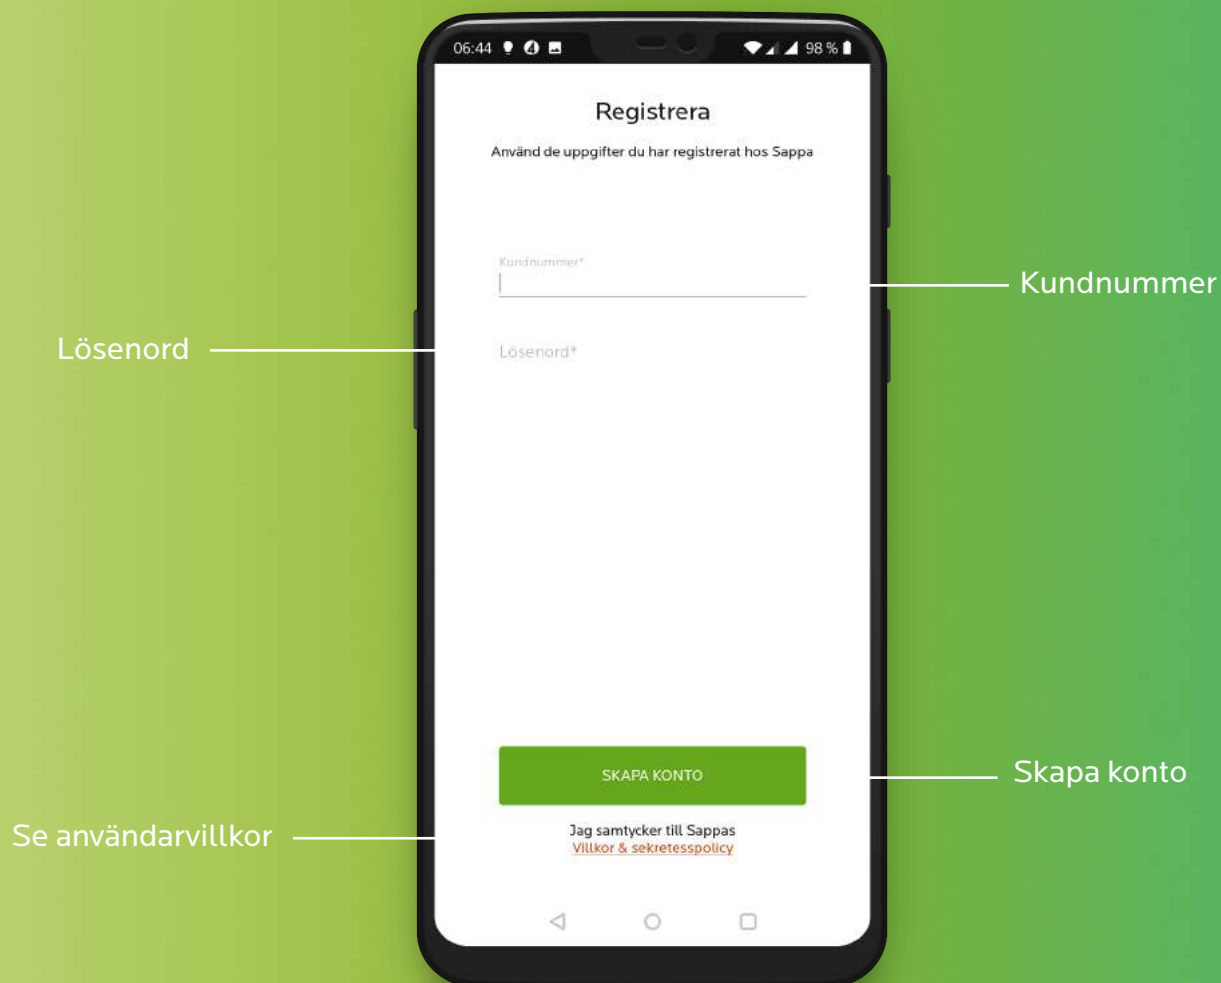 06:44
98 %
Registrera
Använd de uppgifter du har registrerat hos Sappa
Kundnummer*
Kundnummer
Lösenord
Lösenord*
SKAPA KONTO
Skapa konto
Se användarvillkor
Jag samtycker till Sappas
Villkor & sekretesspolicy